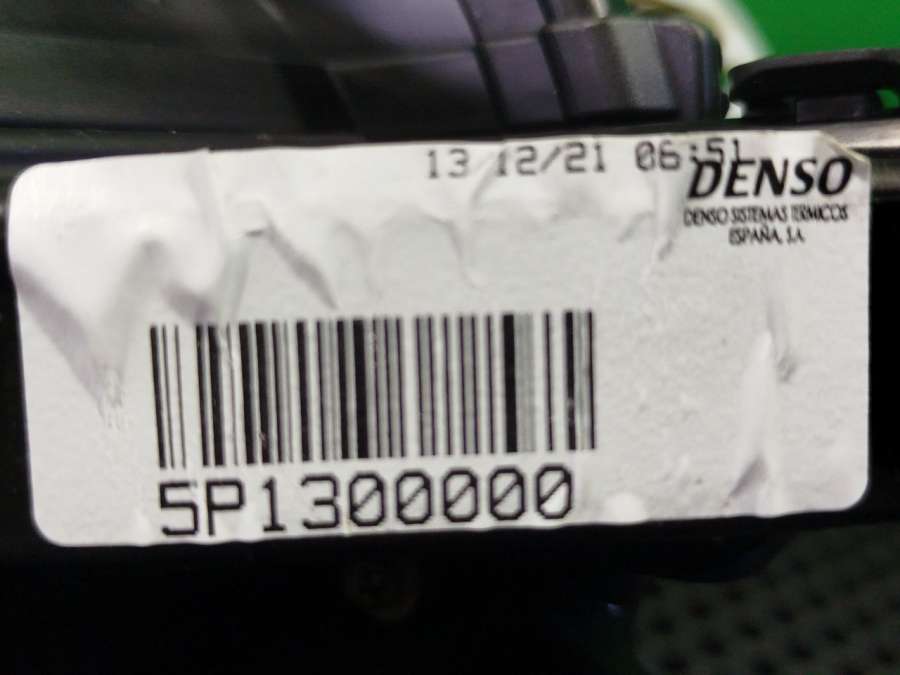 13/12/21 06:51
DENSO
DENSO SISTEMAS TERMICOS
ESPAÑA, S.A.
5P1300000